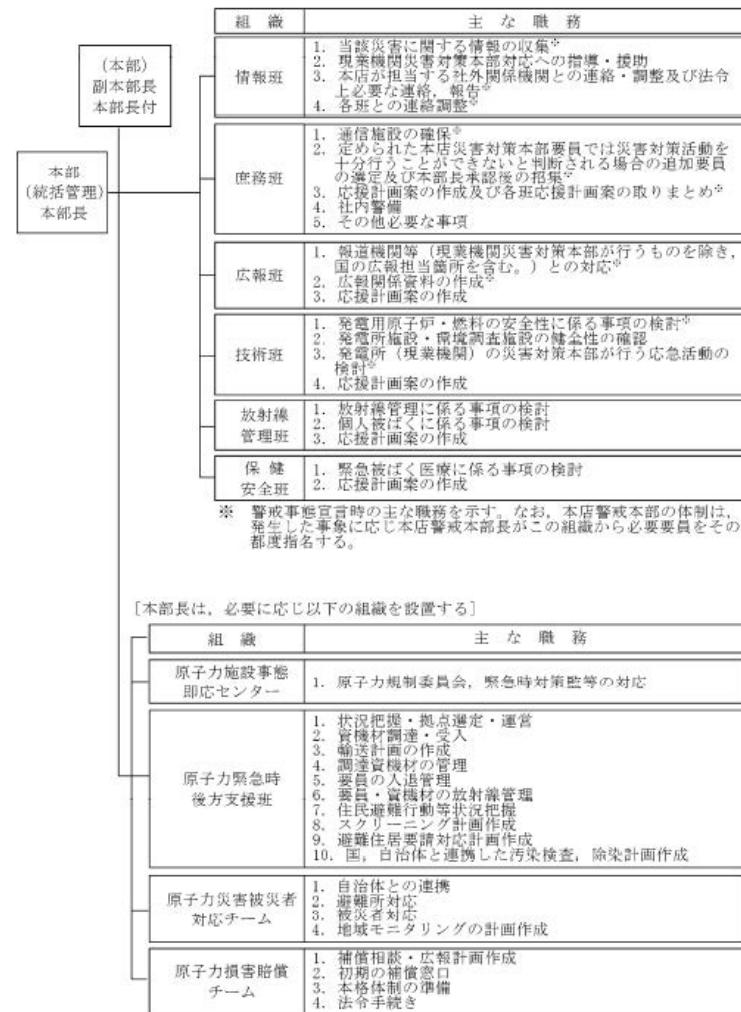 (本部)
副本部長
本部長付
本部
(統括管理)
本部長
組 織
主 な 職 務
情報班
1. 当該災害に関する情報の収集※
2. 現業機関災害対策本部対応への指導・援助
3. 本店が担当する社外関係機関との連絡・調整及び法令
上必要な連絡,報告※
4. 各班との連絡調整※
庶務班
1. 通信施設の確保※
2. 定められた本店災害対策本部要員では災害対策活動を
十分行うことができないと判断される場合の追加要員
の選定及び本部長承認後の招集※
3. 応援計画案の作成及び各班応援計画案の取りまとめ※
4. 社内警備
5. その他必要な事項
広報班
1. 報道機関等(現業機関災害対策本部が行うものを除き,
国の広報担当箇所を含む。)との対応※
2. 広報関係資料の作成※
3. 応援計画案の作成
技術班
1. 発電用原子炉・燃料の安全性に係る事項の検討※
2. 発電所施設・環境調査施設の健全性の確認
3. 発電所(現業機関)の災害対策本部が行う応急活動の
検討※
4. 応援計画案の作成
放射線
管理班
1. 放射線管理に係る事項の検討
2. 個人被ばくに係る事項の検討
3. 応援計画案の作成
保 健
安全班
1. 緊急被ばく医療に係る事項の検討
2. 応援計画案の作成
※ 警戒事態宣言時の主な職務を示す。なお,本店警戒本部の体制は,
発生した事象に応じ本店警戒本部長がこの組織から必要要員をその
都度指名する。
[本部長は,必要に応じ以下の組織を設置する]
組 織
主 な 職 務
原子力施設事態
即応センター
1. 原子力規制委員会,緊急時対策監等の対応
原子力緊急時
後方支援班
1. 状況把握・拠点選定・運営
2. 資機材調達・受入
3. 輸送計画の作成
4. 調達資機材の管理
5. 要員の入退管理
6. 要員・資機材の放射線管理
7. 住民避難行動等状況把握
8. スクリーニング計画作成
9. 避難住居要請対応計画作成
10. 国,自治体と連携した汚染検査,除染計画作成
原子力災害被災者
対応チーム
1. 自治体との連携
2. 避難所対応
3. 被災者対応
4. 地域モニタリングの計画作成
原子力損害賠償
チーム
1. 補償相談・広報計画作成
2. 初期の補償窓口
3. 本格体制の準備
4. 法令手続き